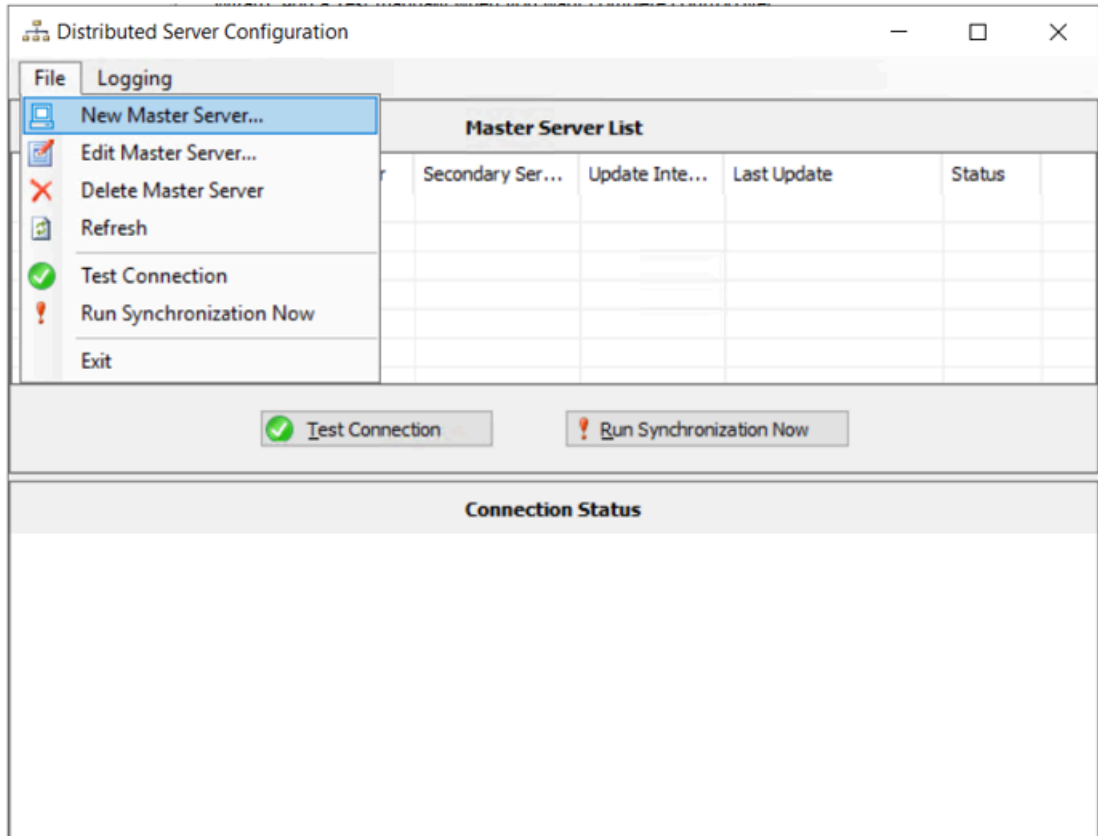 Distributed Server Configuration
File Logging
New Master Server...
Edit Master Server...
Delete Master Server
Refresh
Test Connection
Run Synchronization Now
Exit
Master Server List
r Secondary Ser... Update Inte... Last Update Status
Test Connection Run Synchronization Now
Connection Status